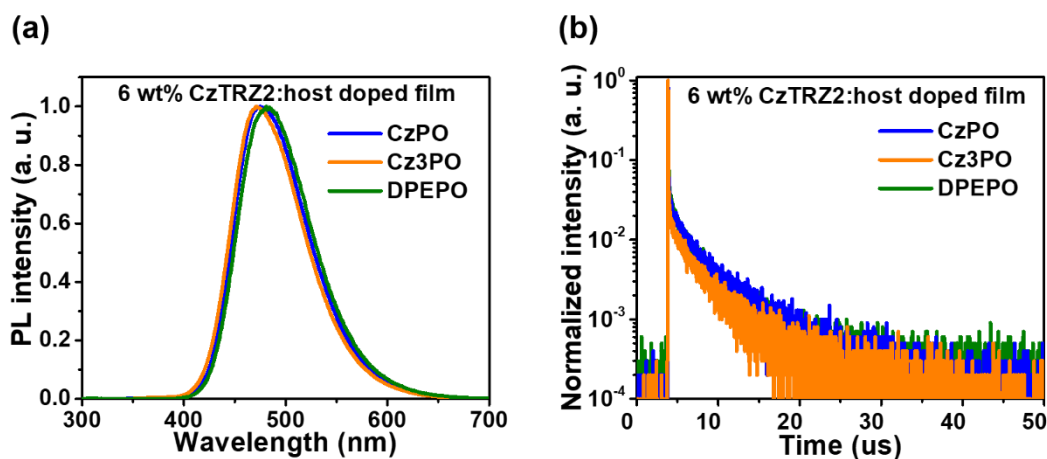 (a)
6 wt% CzTRZ2:host doped film
CzPO
Cz3PO
DPEPO
PL intensity (a. u.)
1.0
0.8
0.6
0.4
0.2
0.0
300
400
500
600
700
Wavelength (nm)
(b)
6 wt% CzTRZ2:host doped film
CzPO
Cz3PO
DPEPO
Normalized intensity (a. u.)
10⁰
10⁻¹
10⁻²
10⁻³
10⁻⁴
0
10
20
30
40
50
Time (us)